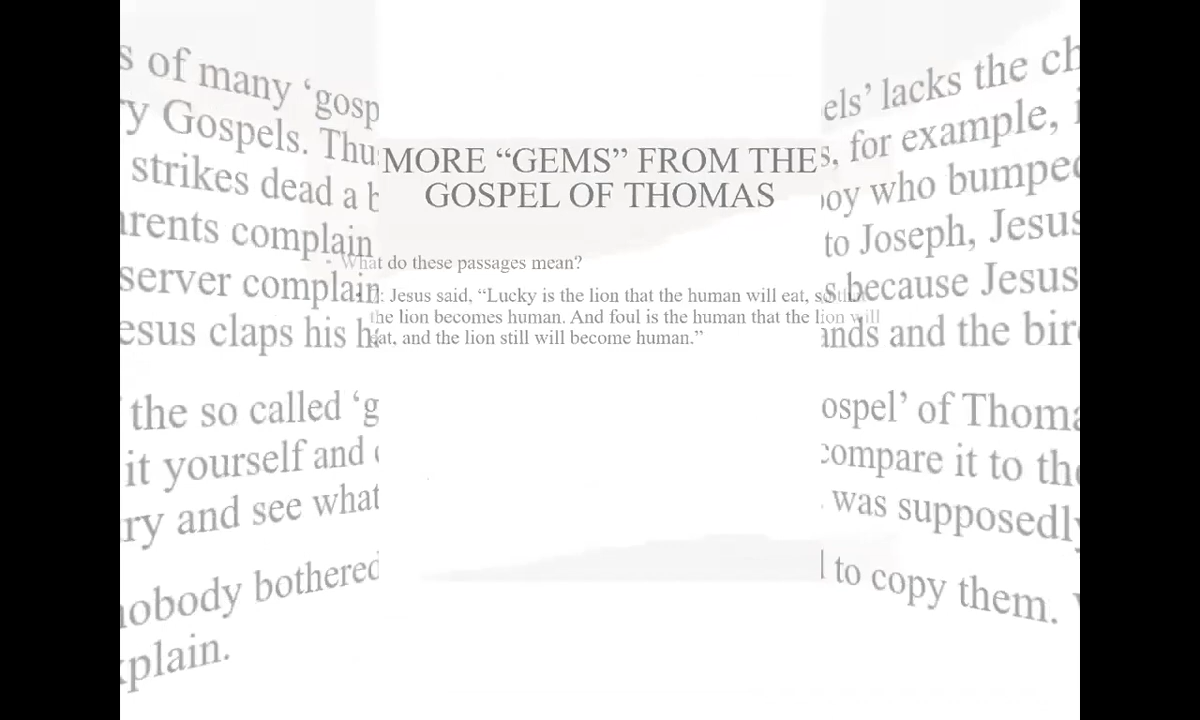 s of many ‘gosp
y Gospels. Thu
strikes dead a b
rents complain
server complain
esus claps his h
the so called ‘g
it yourself and
ry and see what
nobody bothered
xplain.
MORE “GEMS” FROM THE
GOSPEL OF THOMAS
What do these passages mean?
7: Jesus said, “Lucky is the lion that the human will eat, so
the lion becomes human. And foul is the human that the lion will
eat, and the lion still will become human.”
els’ lacks the ch
s, for example, i
oy who bumped
to Joseph, Jesus
s because Jesus
ands and the bir
ospel’ of Thoma
compare it to the
was supposedly
to copy them.